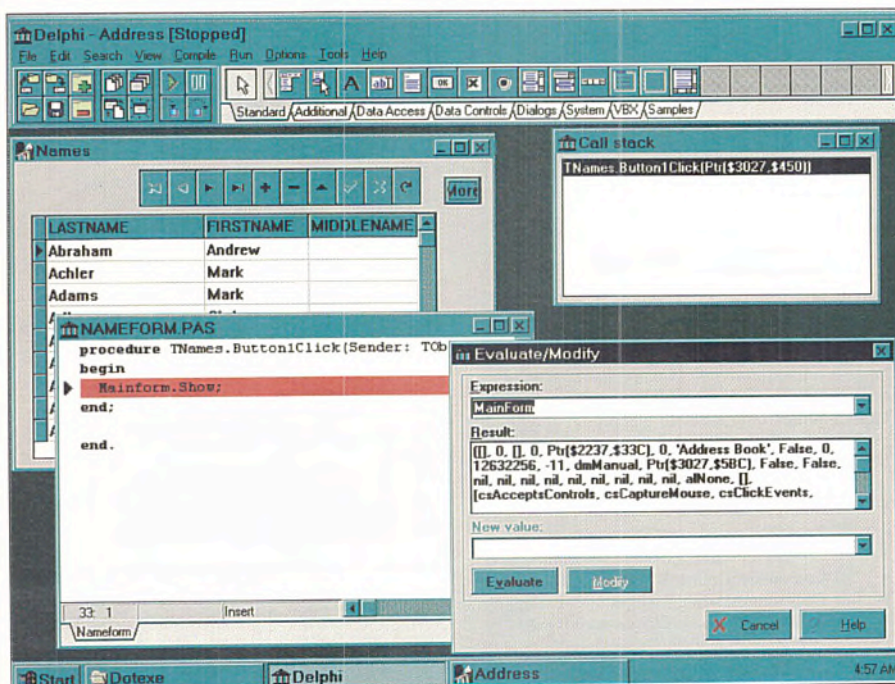 Delphi - Address [Stopped]
File Edit Search View Compile Run Options Tools Help
A abI OK
Standard Additional Data Access Data Controls Dialogs System VBX Samples
Names
More
LASTNAME FIRSTNAME MIDDLENAME
Abraham Andrew
Achler Mark
Adams Mark
Call stack
TNames.Button1Click(Ptr($3027,$450))
NAMEFORM.PAS
procedure TNames.Button1Click(Sender: TOb
begin
Mainform.Show;
end;
end.
33: 1 Insert
Nameform
Evaluate/Modify
Expression:
MainForm
Result:
([], 0, [], 0, Ptr($2237,$33C), 0, 'Address Book', False, 0,
12632256, -11, dmManual, Ptr($3027,$5BC), False, False,
nil, nil, nil, nil, nil, nil, nil, nil, nil, alNone, [],
[csAcceptsControls, csCaptureMouse, csClickEvents,
New value:
Evaluate Modify
Cancel Help
Start Dotexe Delphi Address 4:57 AM